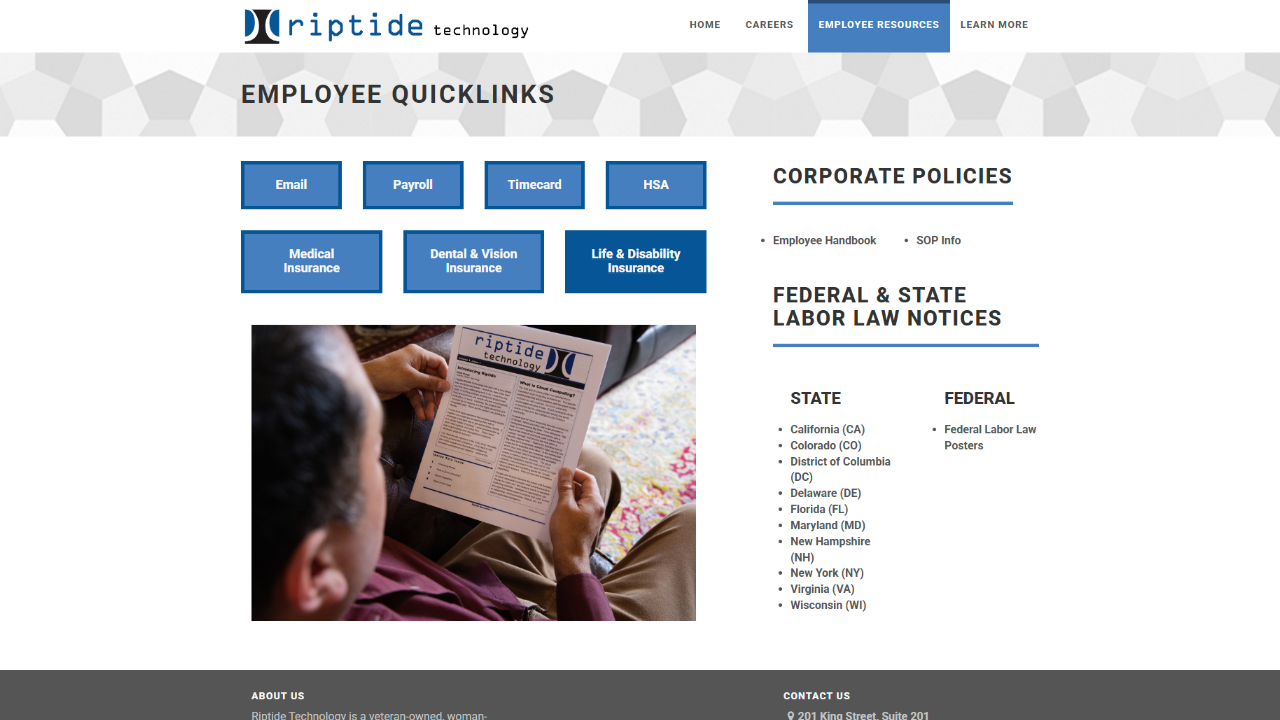 riptide technology
HOME CAREERS EMPLOYEE RESOURCES LEARN MORE
EMPLOYEE QUICKLINKS
Email Payroll Timecard HSA
Medical
Insurance
Dental & Vision
Insurance
Life & Disability
Insurance
riptide
technology
Introducing Riptide
What is Cloud Computing?
CORPORATE POLICIES
• Employee Handbook • SOP Info
FEDERAL & STATE
LABOR LAW NOTICES
STATE
• California (CA)
• Colorado (CO)
• District of Columbia
(DC)
• Delaware (DE)
• Florida (FL)
• Maryland (MD)
• New Hampshire
(NH)
• New York (NY)
• Virginia (VA)
• Wisconsin (WI)
FEDERAL
• Federal Labor Law
Posters
ABOUT US
Riptide Technology is a veteran-owned, woman-
CONTACT US
201 King Street, Suite 201